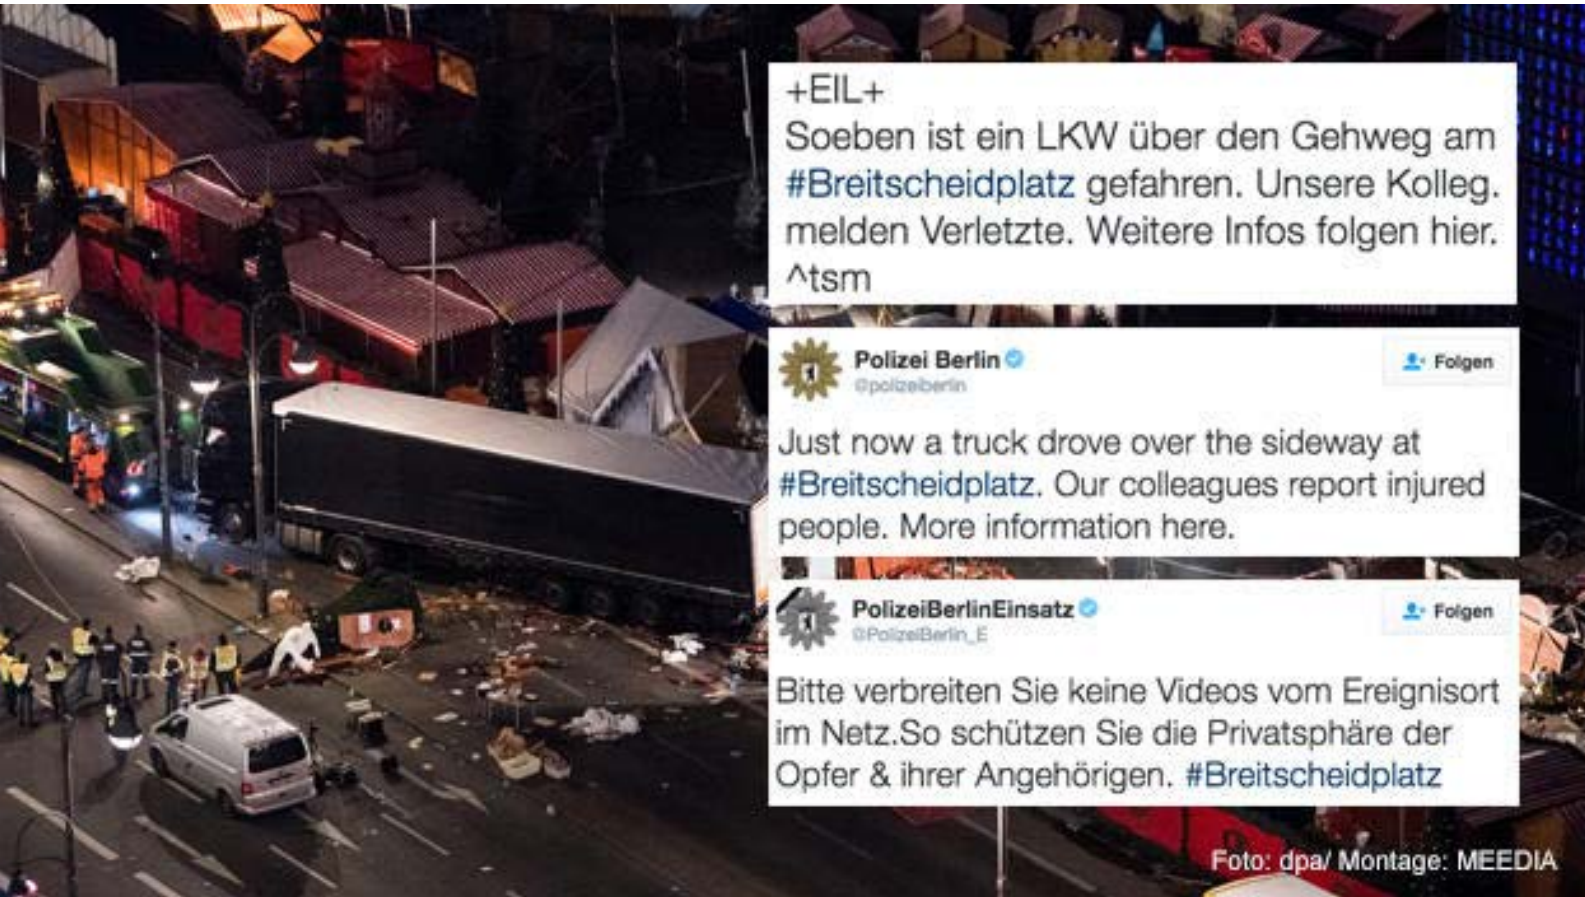 +EIL+
Soeben ist ein LKW über den Gehweg am
#Breitscheidplatz gefahren. Unsere Kolleg.
melden Verletzte. Weitere Infos folgen hier.
^tsm
Polizei Berlin
Folgen
@polizeiberlin
Just now a truck drove over the sideway at
#Breitscheidplatz. Our colleagues report injured
people. More information here.
PolizeiBerlinEinsatz
Folgen
@PolizeiBerlin_E
Bitte verbreiten Sie keine Videos vom Ereignisort
im Netz.So schützen Sie die Privatsphäre der
Opfer & ihrer Angehörigen. #Breitscheidplatz
Foto: dpa/ Montage: MEEDIA